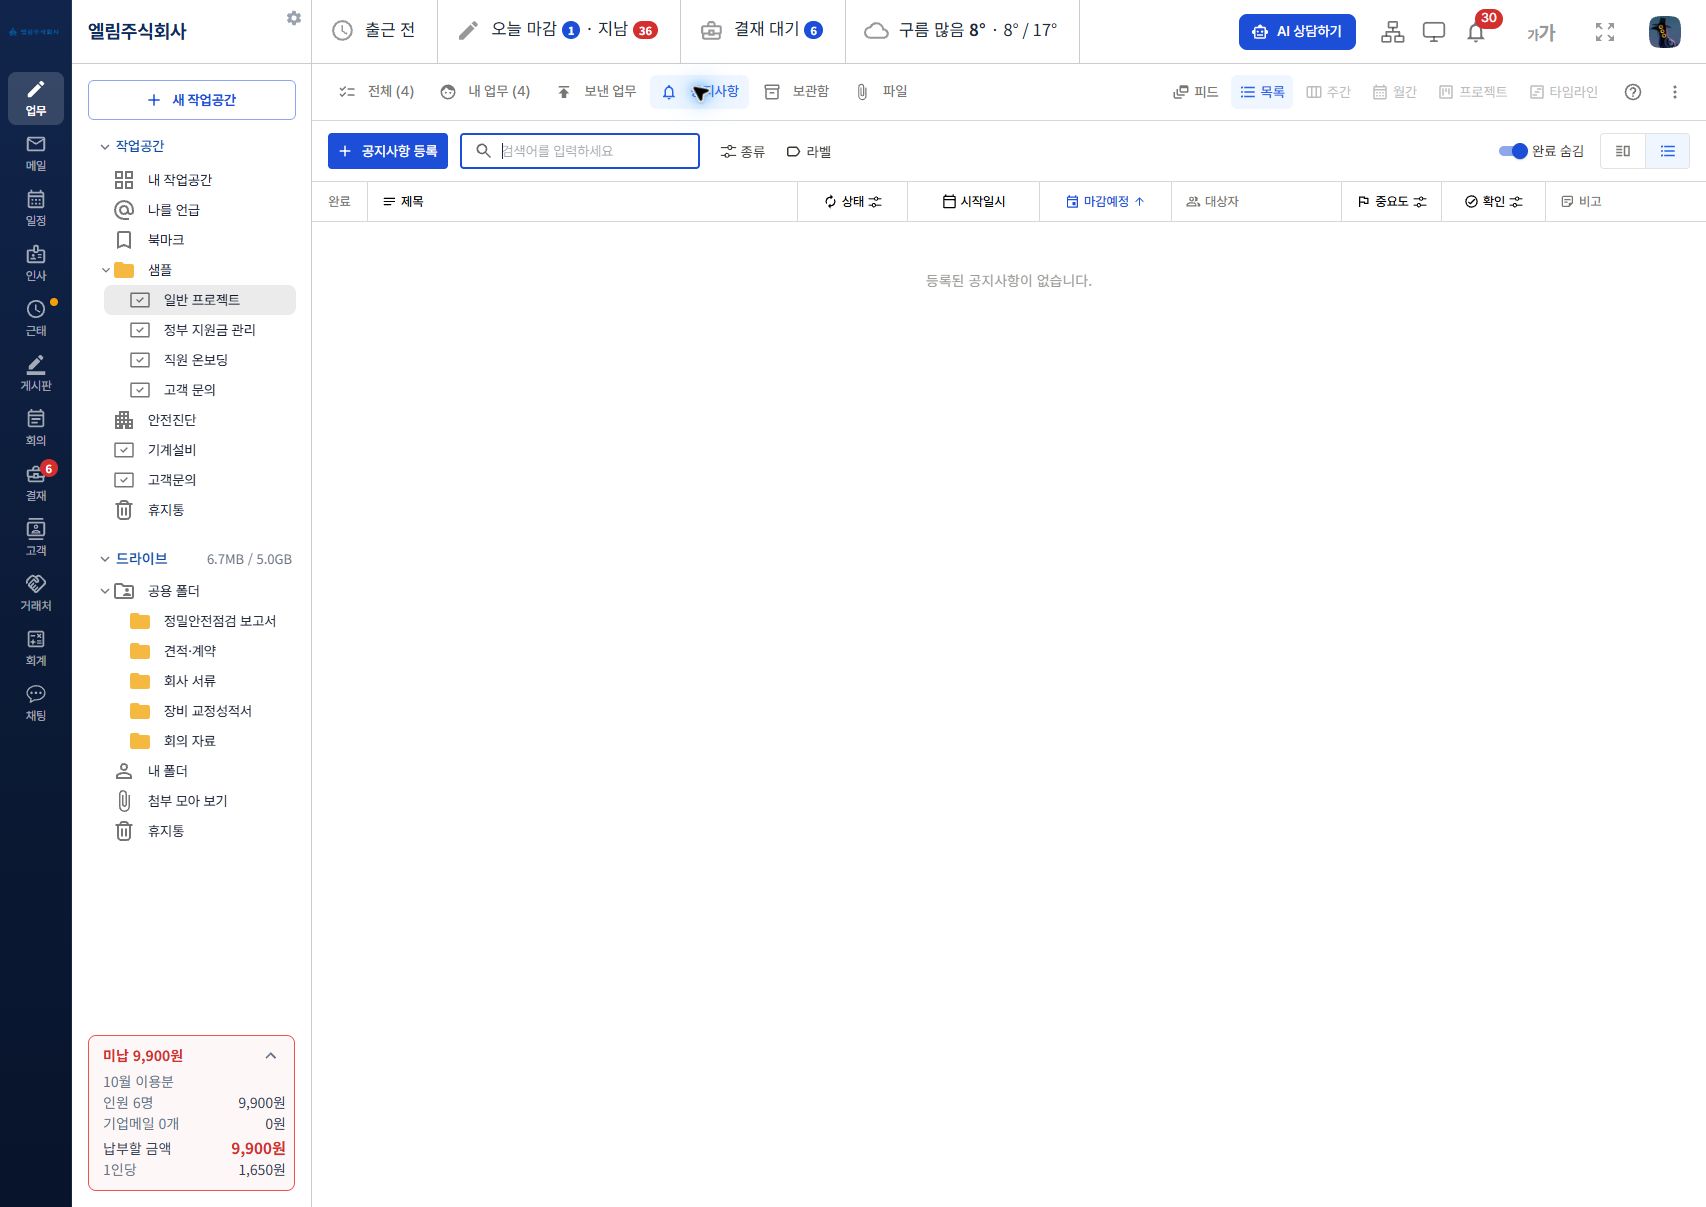 엘림주식회사
엘림주식회사
출근 전
오늘 마감 1 · 지남 36
결재 대기 6
구름 많음 8° · 8° / 17°
AI 상담하기
30
가가
업무
메일
일정
인사
근태
게시판
회의
6
결재
고객
거래처
회계
채팅
새 작업공간
작업공간
내 작업공간
나를 언급
북마크
샘플
일반 프로젝트
정부 지원금 관리
직원 온보딩
고객 문의
안전진단
기계설비
고객문의
휴지통
드라이브 6.7MB / 5.0GB
공용 폴더
정밀안전점검 보고서
견적·계약
회사 서류
장비 교정성적서
회의 자료
내 폴더
첨부 모아 보기
휴지통
미납 9,900원
10월 이용분
인원 6명 9,900원
기업메일 0개 0원
납부할 금액 9,900원
1인당 1,650원
전체 (4) 내 업무 (4) 보낸 업무 지사항 보관함 파일
피드 목록 주간 월간 프로젝트 타임라인
공지사항 등록 검색어를 입력하세요 종류 라벨
완료 숨김
완료 제목 상태 시작일시 마감예정 대상자 중요도 확인 비고
등록된 공지사항이 없습니다.